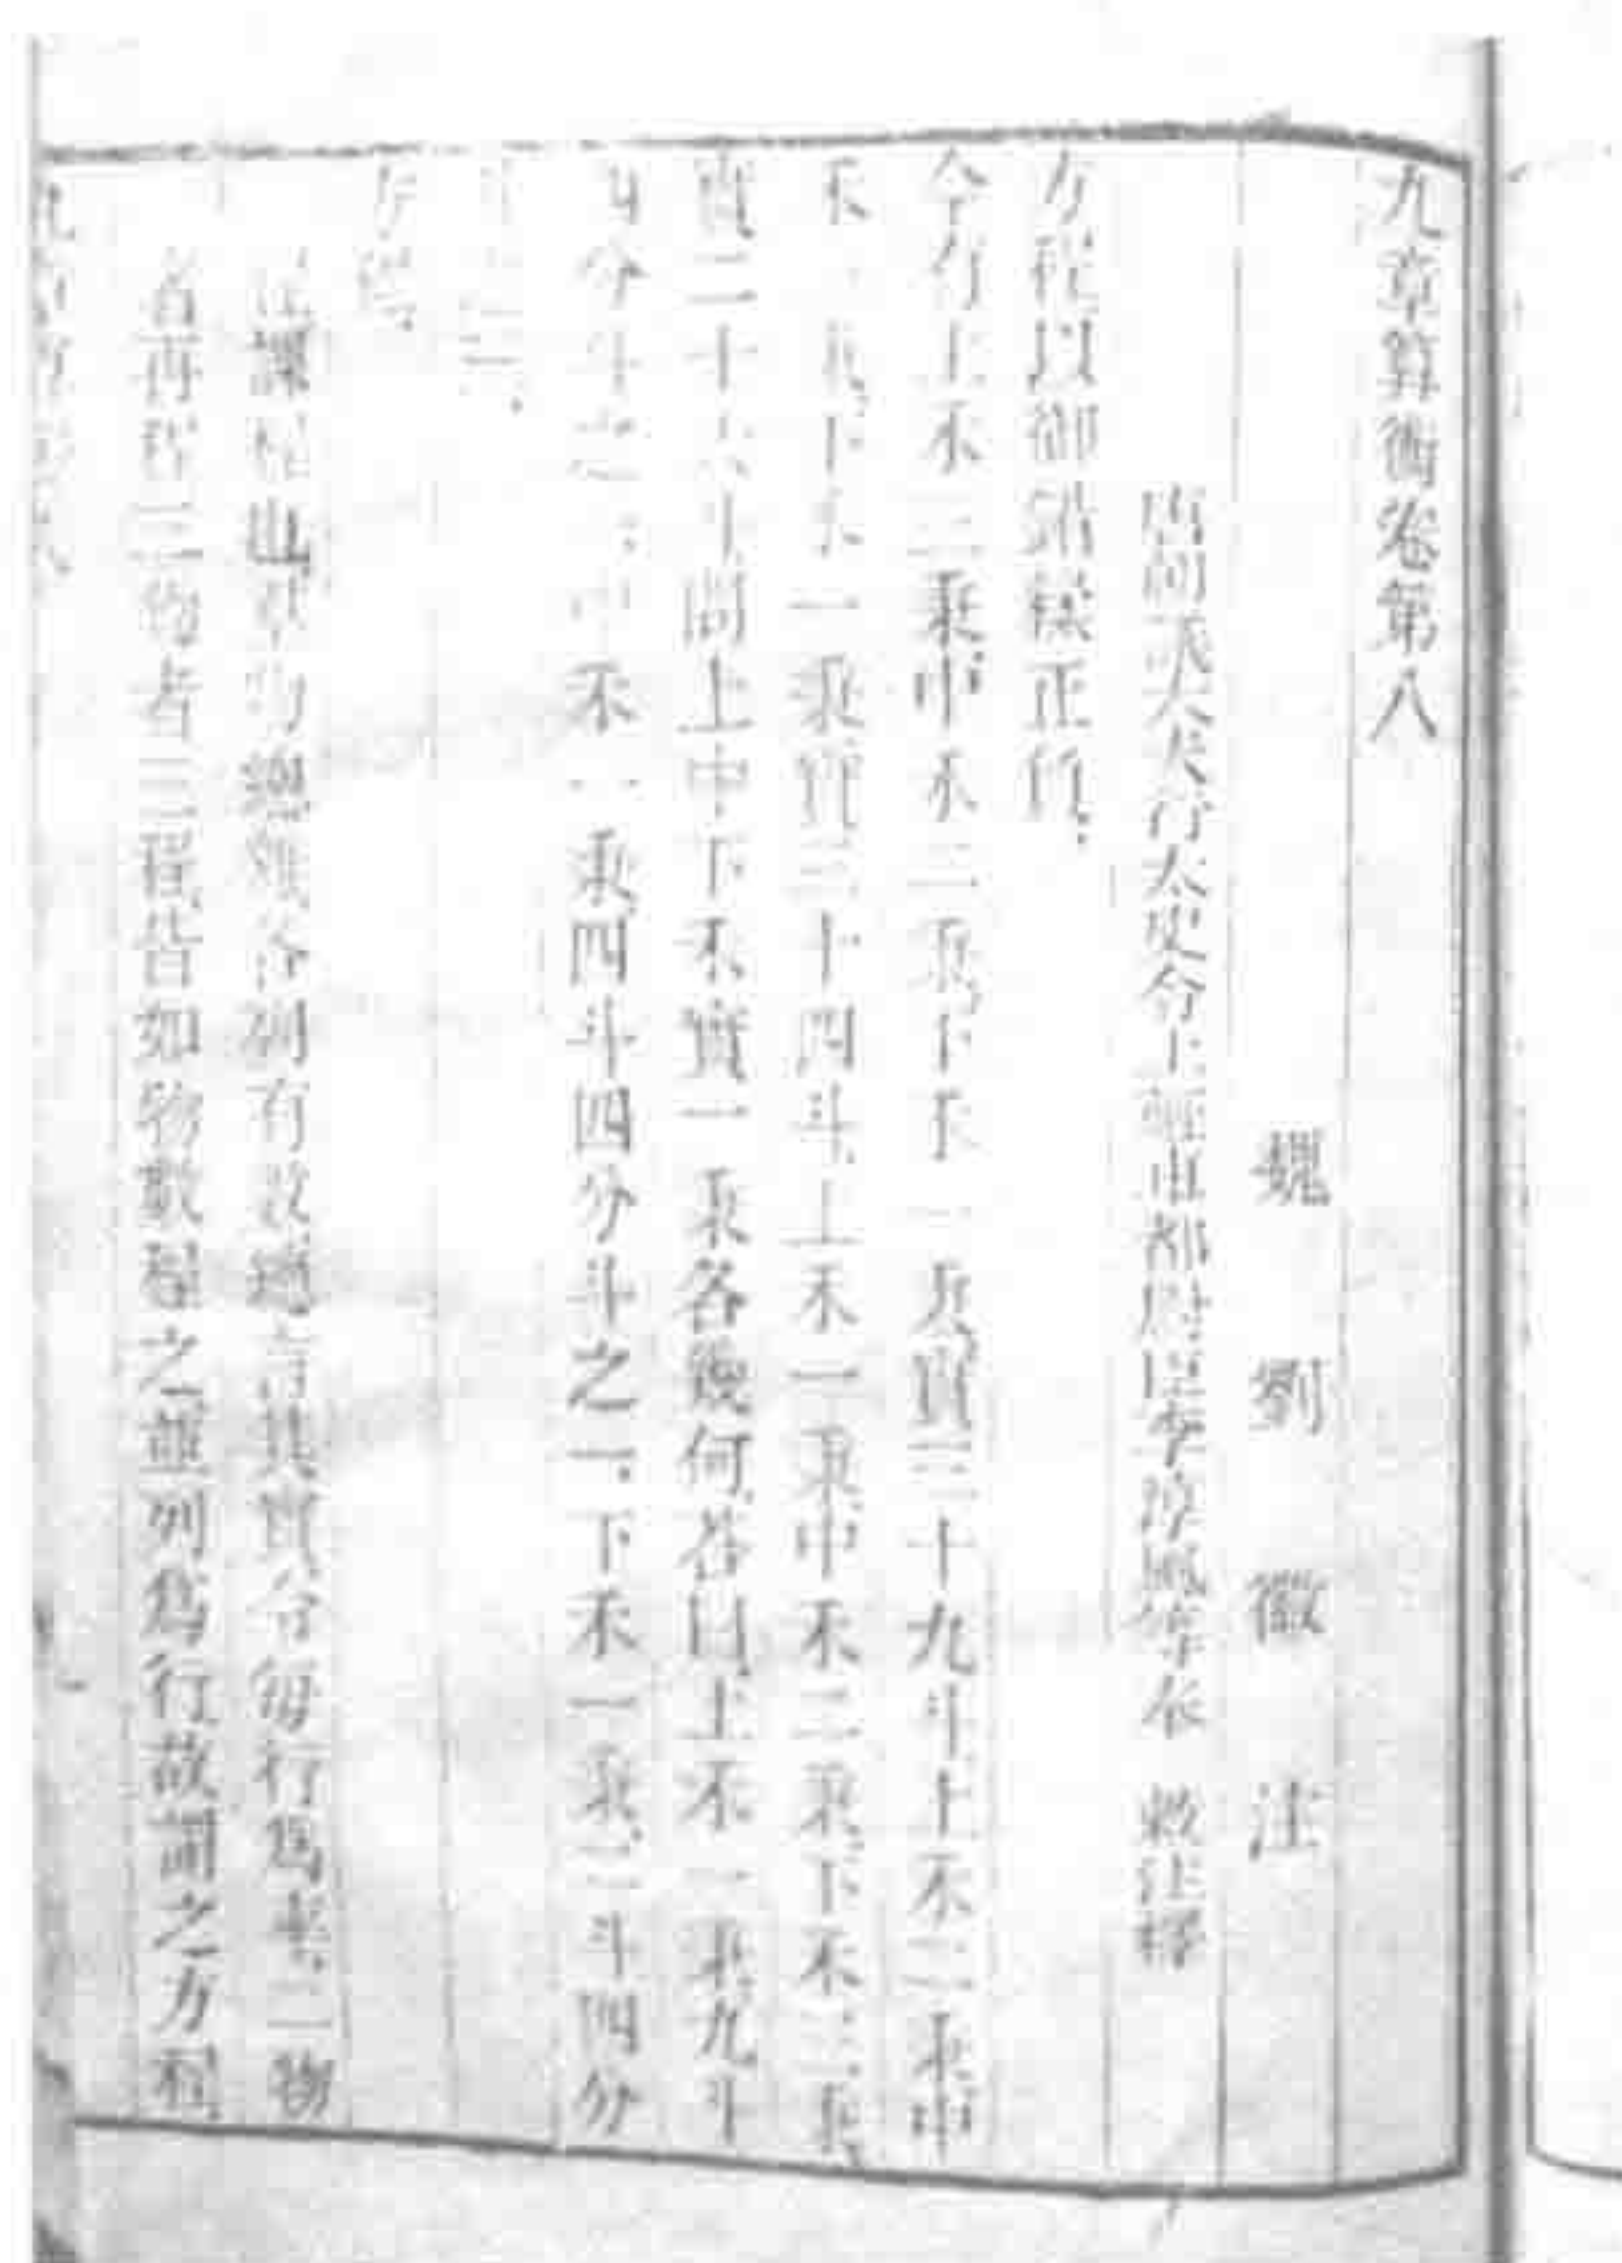 九章算術卷第八
魏劉徽注
唐朝議大夫行太史令上輕車都尉臣李淳風等奉 敕注釋
方程以御錯糅正負
今有上禾三秉中禾二秉下禾一秉實三十九斗上禾二秉中
禾三秉下禾一秉實三十四斗上禾一秉中禾二秉下禾三秉
實二十六斗問上中下禾實一秉各幾何荅曰上禾一秉九斗
四分斗之一中禾一秉四斗四分斗之一下禾一秉二斗四分
斗之三
方程
課程也羣物總雜各列有數總言其實令每行爲率二物
者再程三物者三程皆如物數程之並列爲行故謂之方程